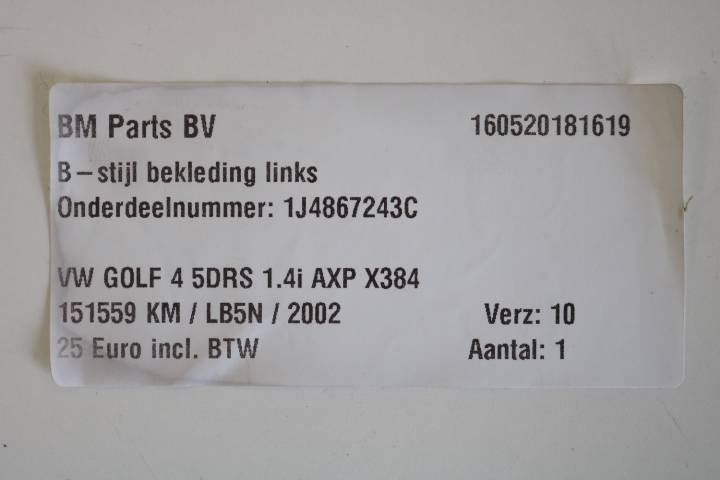 BM Parts BV 160520181619
B-stijl bekleding links
Onderdeelnummer: 1J4867243C
VW GOLF 4 5DRS 1.4i AXP X384
151559 KM / LB5N / 2002 Verz: 10
25 Euro incl. BTW Aantal: 1